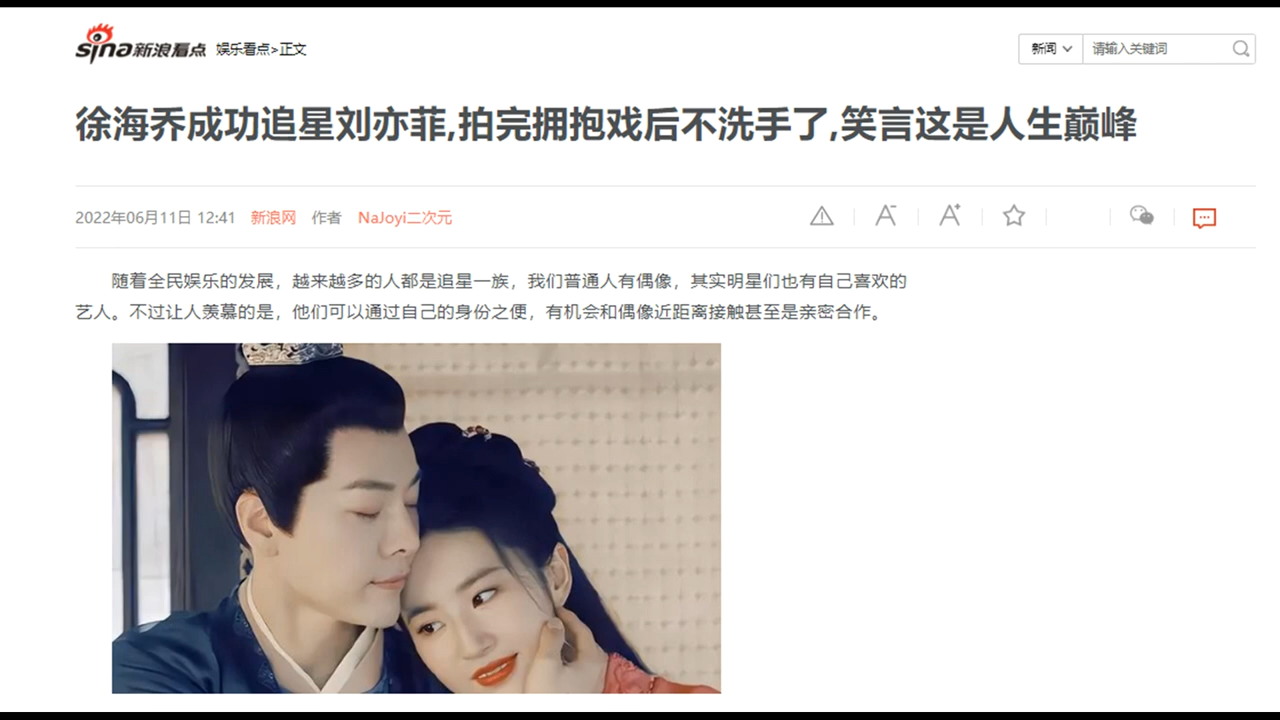 sina新浪看点 娱乐看点>正文
新闻 请输入关键词
徐海乔成功追星刘亦菲,拍完拥抱戏后不洗手了,笑言这是人生巅峰
2022年06月11日 12:41 新浪网 作者 NaJoyi二次元
随着全民娱乐的发展，越来越多的人都是追星一族，我们普通人有偶像，其实明星们也有自己喜欢的
艺人。不过让人羡慕的是，他们可以通过自己的身份之便，有机会和偶像近距离接触甚至是亲密合作。